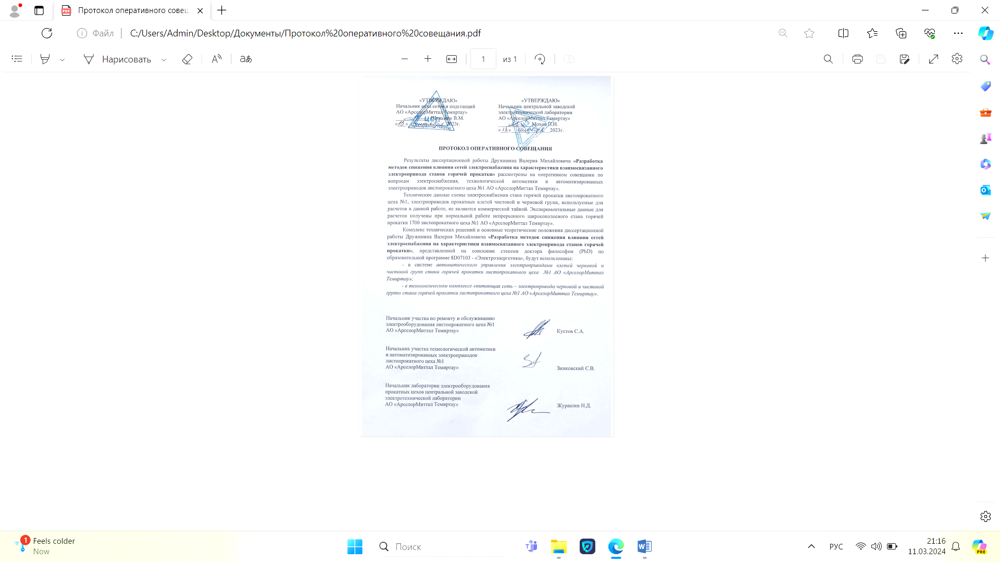 Протокол оперативного совещ
Файл
C:/Users/Admin/Desktop/Документы/Протокол%20оперативного%20совещания.pdf
Нарисовать
1 из 1
«УТВЕРЖДАЮ»
Начальник цеха сетей и подстанций
АО «АрселорМиттал Темиртау»
В.М.
«13» сентября 2023г.
«УТВЕРЖДАЮ»
Начальник центральной заводской
электротехнической лаборатории
АО «АрселорМиттал Темиртау»
Мохов П.Н.
«13» сентября 2023г.
ПРОТОКОЛ ОПЕРАТИВНОГО СОВЕЩАНИЯ
Результаты диссертационной работы Дружинина Валерия Михайловича «Разработка
методов снижения влияния сетей электроснабжения на характеристики взаимосвязанного
электропривода станов горячей прокатки» рассмотрены на оперативном совещании по
вопросам электроснабжения, технологической автоматики и автоматизированных
электроприводов листопрокатного цеха №1 АО «АрселорМиттал Темиртау».
Технические данные схемы электроснабжения стана горячей прокатки листопрокатного
цеха №1, электроприводов прокатных клетей чистовой и черновой групп, используемые для
расчетов в данной работе, не являются коммерческой тайной. Экспериментальные данные для
расчетов получены при нормальной работе непрерывного широкополосного стана горячей
прокатки 1700 листопрокатного цеха №1 АО «АрселорМиттал Темиртау».
Комплекс технических решений и основные теоретические положения диссертационной
работы Дружинина Валерия Михайловича «Разработка методов снижения влияния сетей
электроснабжения на характеристики взаимосвязанного электропривода станов горячей
прокатки», представленной на соискание степени доктора философии (PhD) по
образовательной программе 8D07103 - «Электроэнергетика», будут использованы:
- в системе автоматического управления электроприводами клетей черновой и
чистовой групп стана горячей прокатки листопрокатного цеха №1 АО «АрселорМиттал
Темиртау»;
- в технологическом комплексе «питающая сеть – электропривода черновой и чистовой
групп» стана горячей прокатки листопрокатного цеха №1 АО «АрселорМиттал Темиртау».
Начальник участка по ремонту и обслуживанию
электрооборудования листопрокатного цеха №1
АО «АрселорМиттал Темиртау»
Кустов С.А.
Начальник участка технологической автоматики
и автоматизированных электроприводов
листопрокатного цеха №1
АО «АрселорМиттал Темиртау»
Зинковский С.В.
Начальник лаборатории электрооборудования
прокатных цехов центральной заводской
электротехнической лаборатории
АО «АрселорМиттал Темиртау»
Журавлев Н.Д.
1
Feels colder
Now
Поиск
РУС
21:16
11.03.2024
PRE